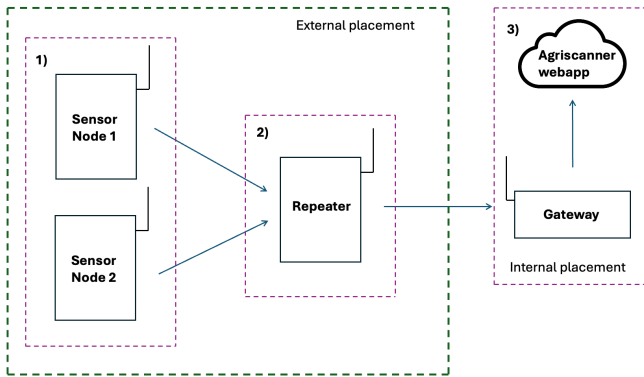 External placement
1)
Sensor
Node 1
Sensor
Node 2
2)
Repeater
3)
Agriscanner
webapp
Gateway
Internal placement